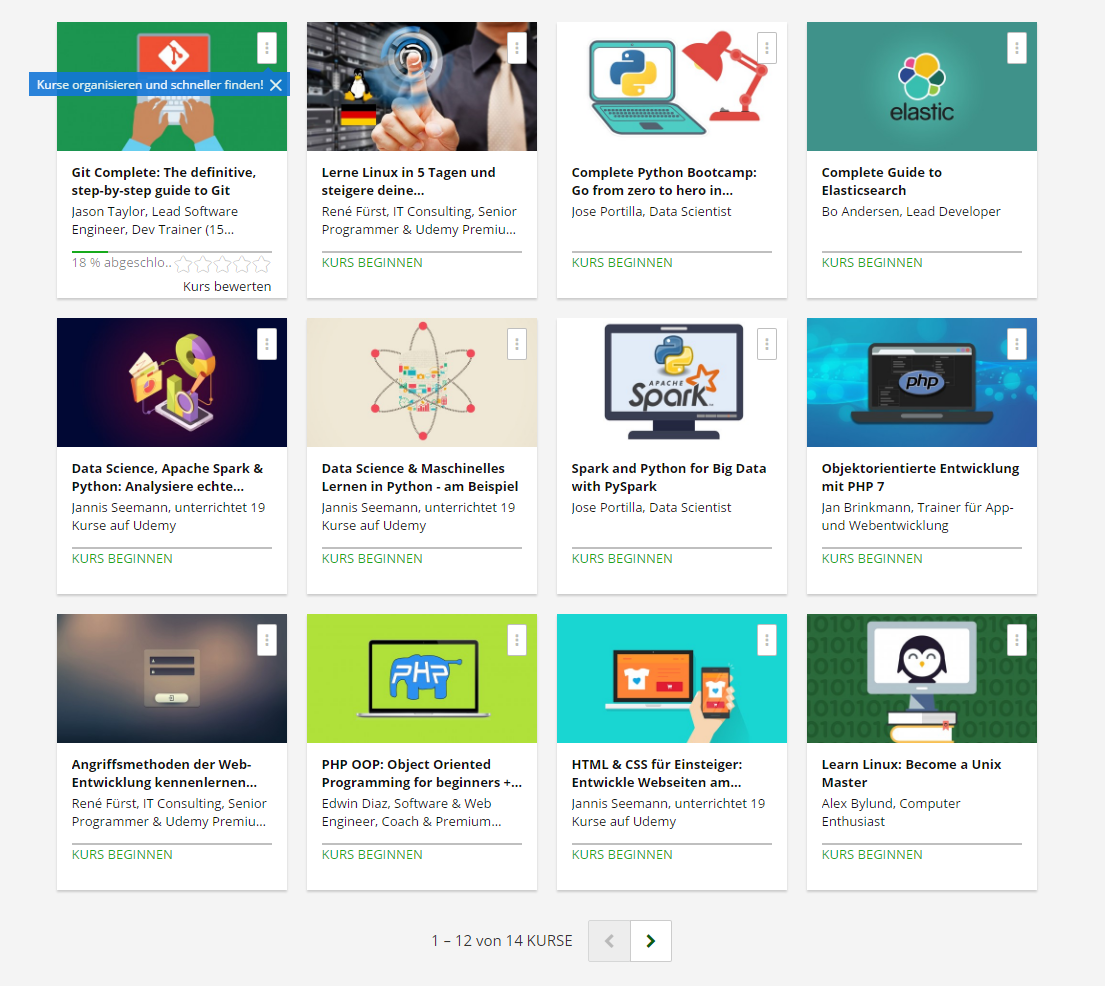 Kurse organisieren und schneller finden!
elastic
Git Complete: The definitive,
step-by-step guide to Git
Jason Taylor, Lead Software
Engineer, Dev Trainer (15...
18 % abgeschlo..
Kurs bewerten
Lerne Linux in 5 Tagen und
steigere deine...
René Fürst, IT Consulting, Senior
Programmer & Udemy Premiu...
KURS BEGINNEN
Complete Python Bootcamp:
Go from zero to hero in...
Jose Portilla, Data Scientist
KURS BEGINNEN
Complete Guide to
Elasticsearch
Bo Andersen, Lead Developer
KURS BEGINNEN
APACHE
Spark
php
Data Science, Apache Spark &
Python: Analysiere echte...
Jannis Seemann, unterrichtet 19
Kurse auf Udemy
KURS BEGINNEN
Data Science & Maschinelles
Lernen in Python - am Beispiel
Jannis Seemann, unterrichtet 19
Kurse auf Udemy
KURS BEGINNEN
Spark and Python for Big Data
with PySpark
Jose Portilla, Data Scientist
KURS BEGINNEN
Objektorientierte Entwicklung
mit PHP 7
Jan Brinkmann, Trainer für App-
und Webentwicklung
KURS BEGINNEN
PHP
Angriffsmethoden der Web-
Entwicklung kennenlernen...
René Fürst, IT Consulting, Senior
Programmer & Udemy Premiu...
KURS BEGINNEN
PHP OOP: Object Oriented
Programming for beginners +...
Edwin Diaz, Software & Web
Engineer, Coach & Premium...
KURS BEGINNEN
HTML & CSS für Einsteiger:
Entwickle Webseiten am...
Jannis Seemann, unterrichtet 19
Kurse auf Udemy
KURS BEGINNEN
Learn Linux: Become a Unix
Master
Alex Bylund, Computer
Enthusiast
KURS BEGINNEN
1 – 12 von 14 KURSE